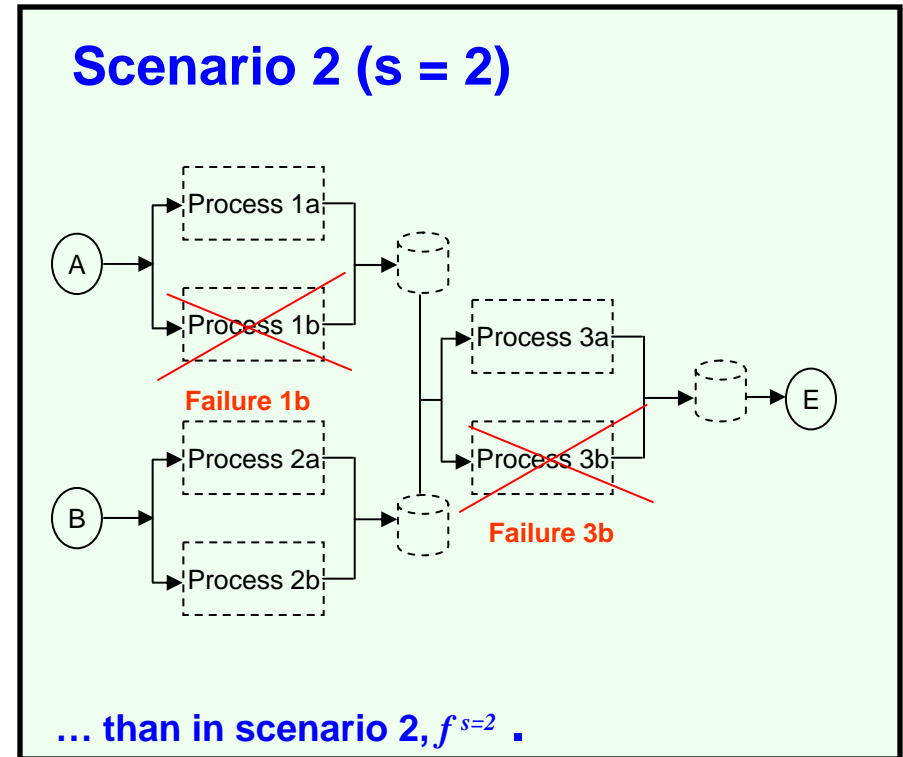 Scenario 2 (s = 2)
Process 1a
A
Process 1b
Process 3a
Failure 1b
E
Process 2a
Process 3b
B
Failure 3b
Process 2b
... than in scenario 2, f s=2 .